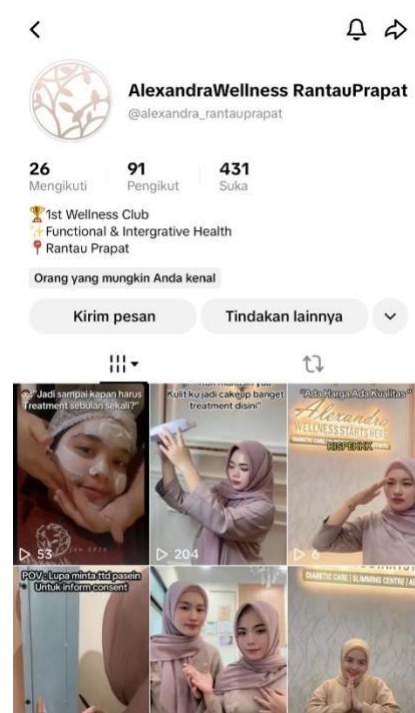 AlexandraWellness RantauPrapat
@alexandra_rantauprapat
26 91 431
Mengikuti Pengikut Suka
🏆1st Wellness Club
✨Functional & Intergrative Health
📍Rantau Prapat
Orang yang mungkin Anda kenal
Kirim pesan Tindakan lainnya
"Jadi sampai kapan harus
Treatment sebulan sekali?"
53
Kulit ku jadi cakep banget
treatment disini"
204
"Ada Harga Ada Kualitas"
Alexandra
WELLNESS STARTS HERE
RISPEKKK
6
POV : Lupa minta ttd pasein
Untuk inform consent
DIABETIC CARE | SLIMMING CENTRE |